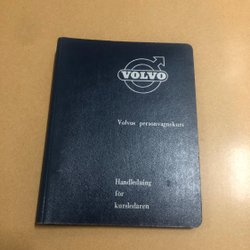 VOLVO
Volvos personvagnskurs
Handledning
för
kursledaren